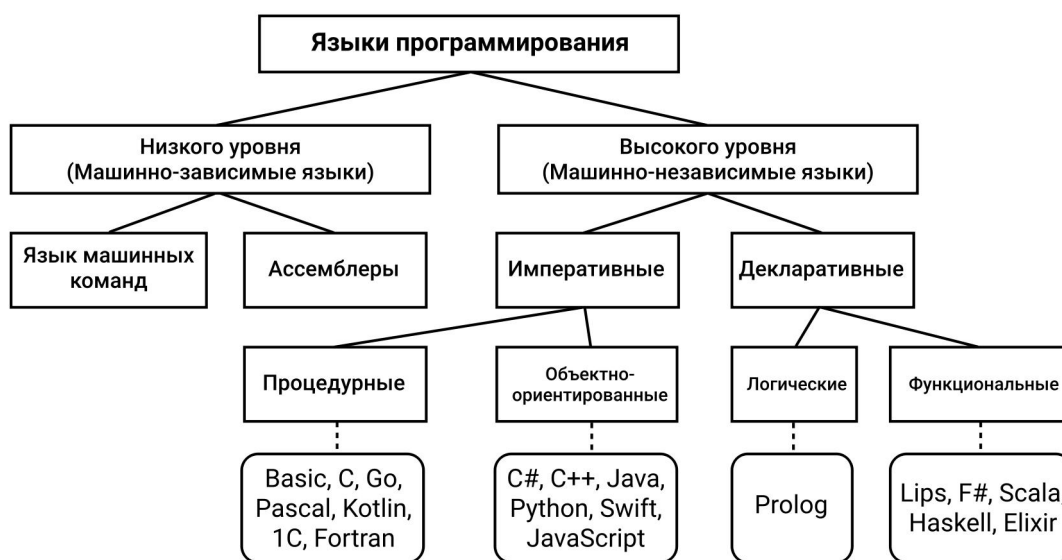 Языки программирования
Низкого уровня
(Машинно-зависимые языки)
Высокого уровня
(Машинно-независимые языки)
Язык машинных
команд
Ассемблеры
Императивные
Декларативные
Процедурные
Объектно-
ориентированные
Логические
Функциональные
Basic, C, Go,
Pascal, Kotlin,
1C, Fortran
C#, C++, Java,
Python, Swift,
JavaScript
Prolog
Lips, F#, Scala,
Haskell, Elixir